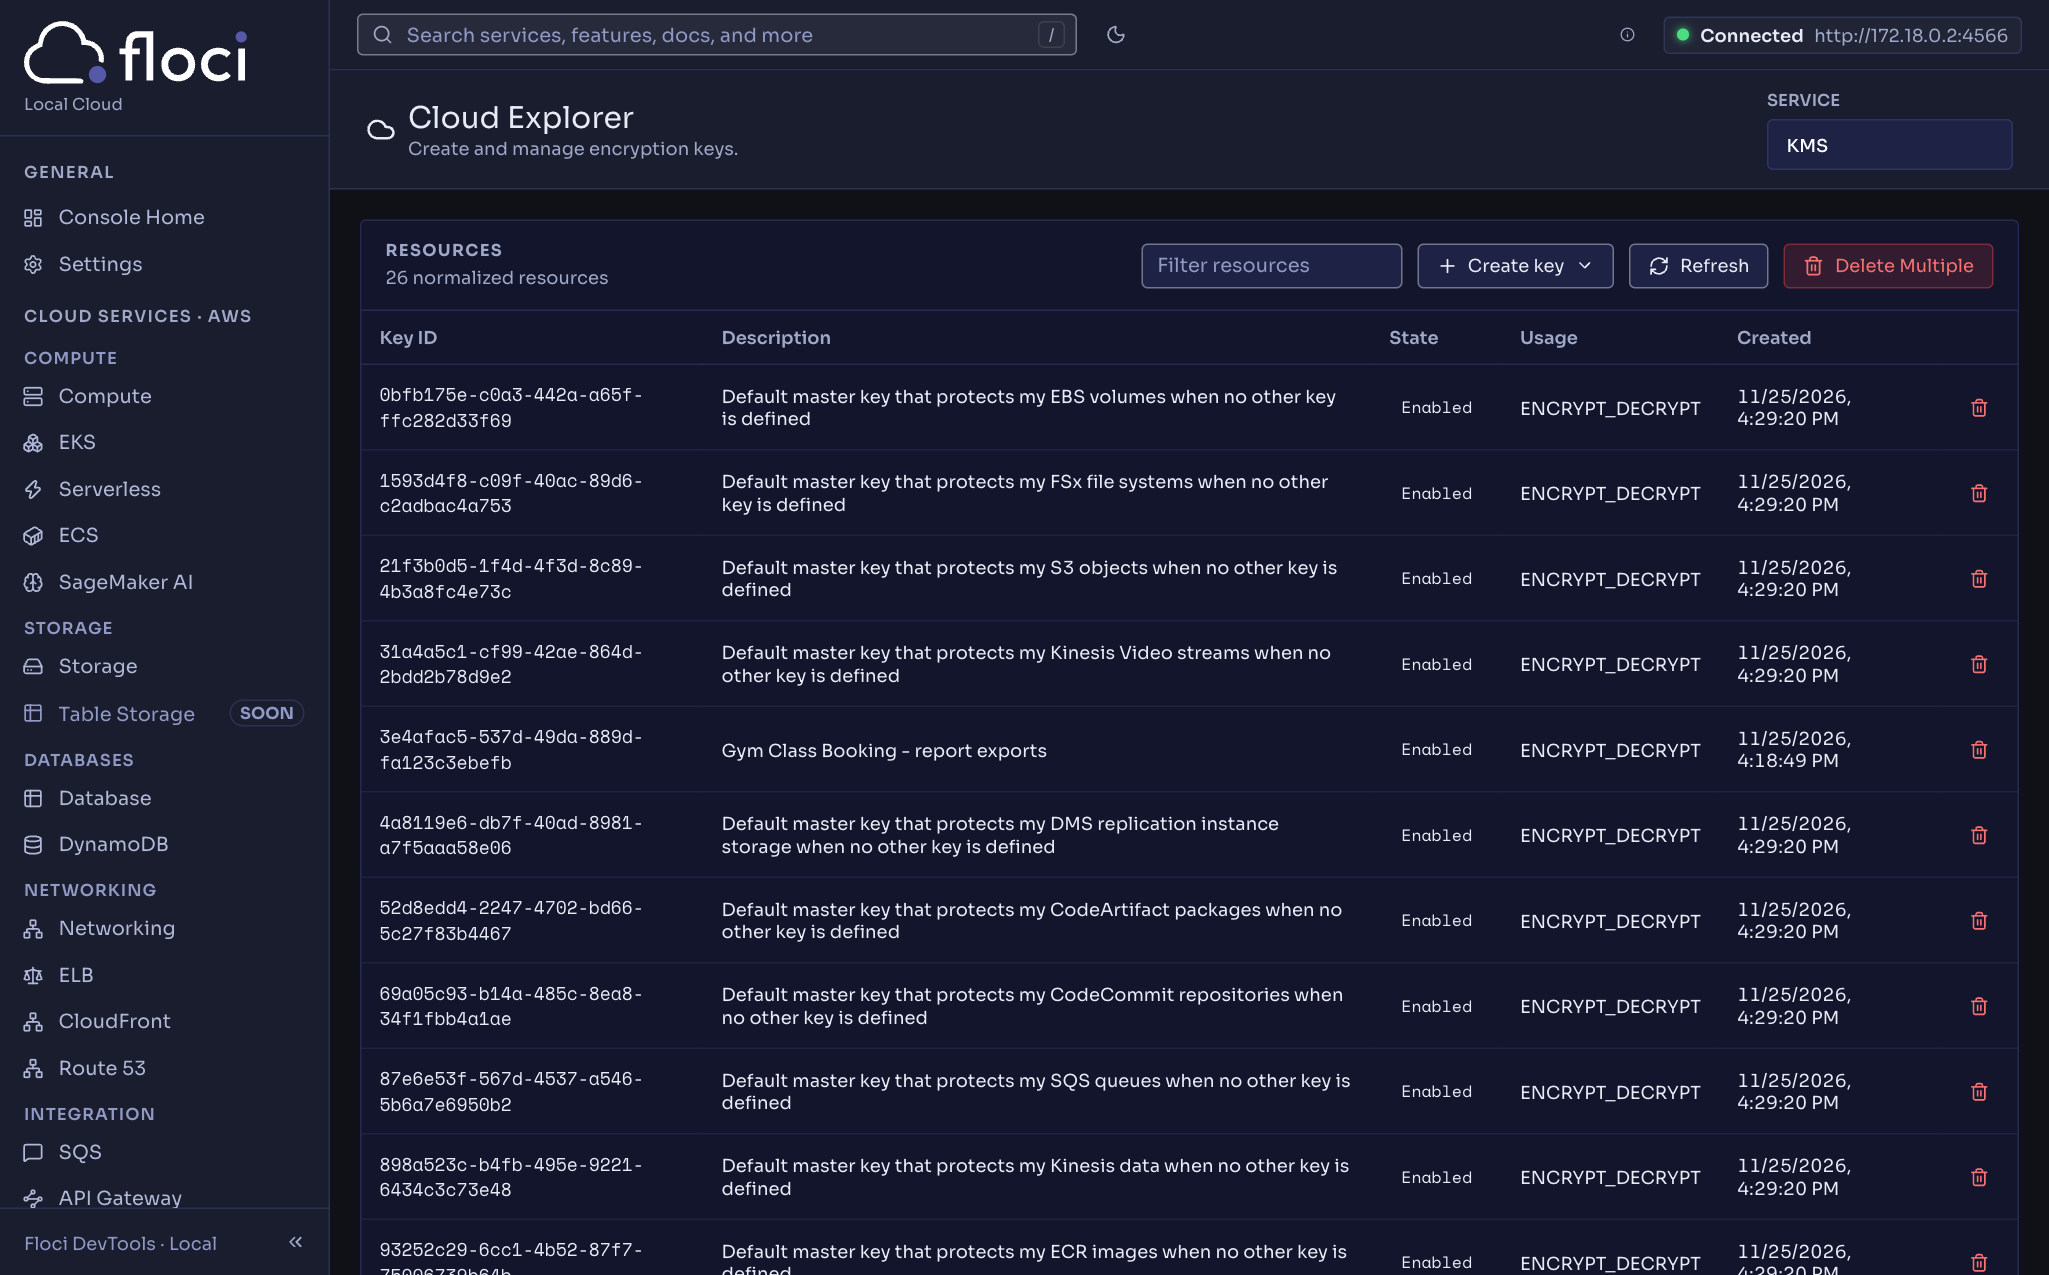 floci
Local Cloud
Search services, features, docs, and more
/
Connected http://172.18.0.2:4566
GENERAL
Console Home
Settings
CLOUD SERVICES · AWS
COMPUTE
Compute
EKS
Serverless
ECS
SageMaker AI
STORAGE
Storage
Table Storage SOON
DATABASES
Database
DynamoDB
NETWORKING
Networking
ELB
CloudFront
Route 53
INTEGRATION
SQS
API Gateway
Floci DevTools · Local
Cloud Explorer
Create and manage encryption keys.
SERVICE
KMS
RESOURCES
26 normalized resources
Filter resources
Create key
Refresh
Delete Multiple
Key ID Description State Usage Created
0bfb175e-c0a3-442a-a65f-
ffc282d33f69
Default master key that protects my EBS volumes when no other key
is defined
Enabled
ENCRYPT_DECRYPT
11/25/2026,
4:29:20 PM
1593d4f8-c09f-40ac-89d6-
c2adbac4a753
Default master key that protects my FSx file systems when no other
key is defined
Enabled
ENCRYPT_DECRYPT
11/25/2026,
4:29:20 PM
21f3b0d5-1f4d-4f3d-8c89-
4b3a8fc4e73c
Default master key that protects my S3 objects when no other key is
defined
Enabled
ENCRYPT_DECRYPT
11/25/2026,
4:29:20 PM
31a4a5c1-cf99-42ae-864d-
2bdd2b78d9e2
Default master key that protects my Kinesis Video streams when no
other key is defined
Enabled
ENCRYPT_DECRYPT
11/25/2026,
4:29:20 PM
3e4afac5-537d-49da-889d-
fa123c3ebefb
Gym Class Booking - report exports
Enabled
ENCRYPT_DECRYPT
11/25/2026,
4:18:49 PM
4a8119e6-db7f-40ad-8981-
a7f5aaa58e06
Default master key that protects my DMS replication instance
storage when no other key is defined
Enabled
ENCRYPT_DECRYPT
11/25/2026,
4:29:20 PM
52d8edd4-2247-4702-bd66-
5c27f83b4467
Default master key that protects my CodeArtifact packages when no
other key is defined
Enabled
ENCRYPT_DECRYPT
11/25/2026,
4:29:20 PM
69a05c93-b14a-485c-8ea8-
34f1fbb4a1ae
Default master key that protects my CodeCommit repositories when
no other key is defined
Enabled
ENCRYPT_DECRYPT
11/25/2026,
4:29:20 PM
87e6e53f-567d-4537-a546-
5b6a7e6950b2
Default master key that protects my SQS queues when no other key is
defined
Enabled
ENCRYPT_DECRYPT
11/25/2026,
4:29:20 PM
898a523c-b4fb-495e-9221-
6434c3c73e48
Default master key that protects my Kinesis data when no other key is
defined
Enabled
ENCRYPT_DECRYPT
11/25/2026,
4:29:20 PM
93252c29-6cc1-4b52-87f7-
Default master key that protects my ECR images when no other key is
defined
Enabled
ENCRYPT_DECRYPT
11/25/2026,
4:29:20 PM